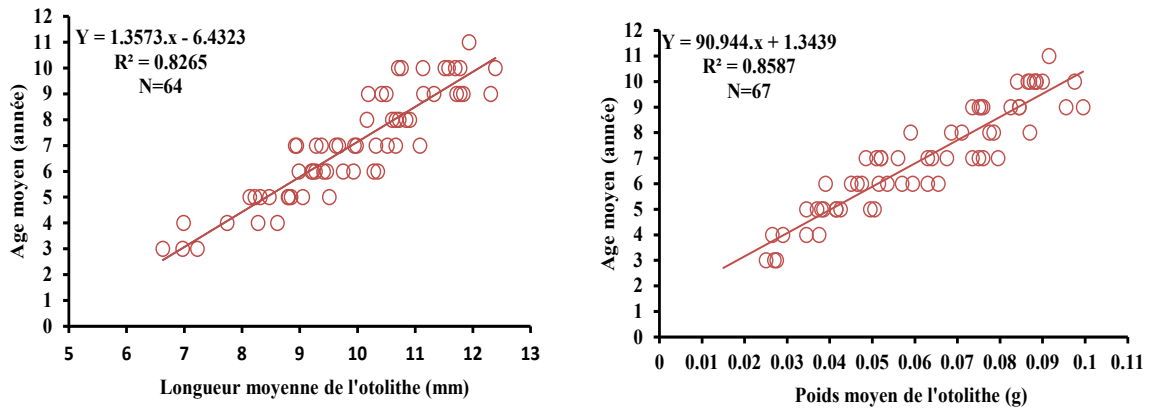 Y = 1.3573.x - 6.4323
R² = 0.8265
N=64
Age moyen (année)
12
11
10
9
8
7
6
5
4
3
2
1
0
5 6 7 8 9 10 11 12 13
Longueur moyenne de l'otolithe (mm)
Y = 90.944.x + 1.3439
R² = 0.8587
N=67
Age moyen (année)
12
11
10
9
8
7
6
5
4
3
2
1
0
0 0.01 0.02 0.03 0.04 0.05 0.06 0.07 0.08 0.09 0.1 0.11
Poids moyen de l'otolithe (g)